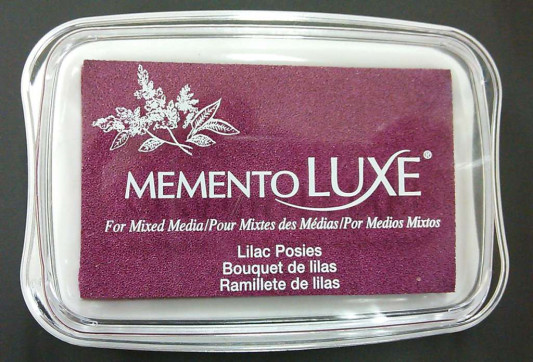 MEMENTO LUXE®
For Mixed Media/Pour Mixtes des Médias/Por Medios Mixtos
Lilac Posies
Bouquet de lilas
Ramillete de lilas